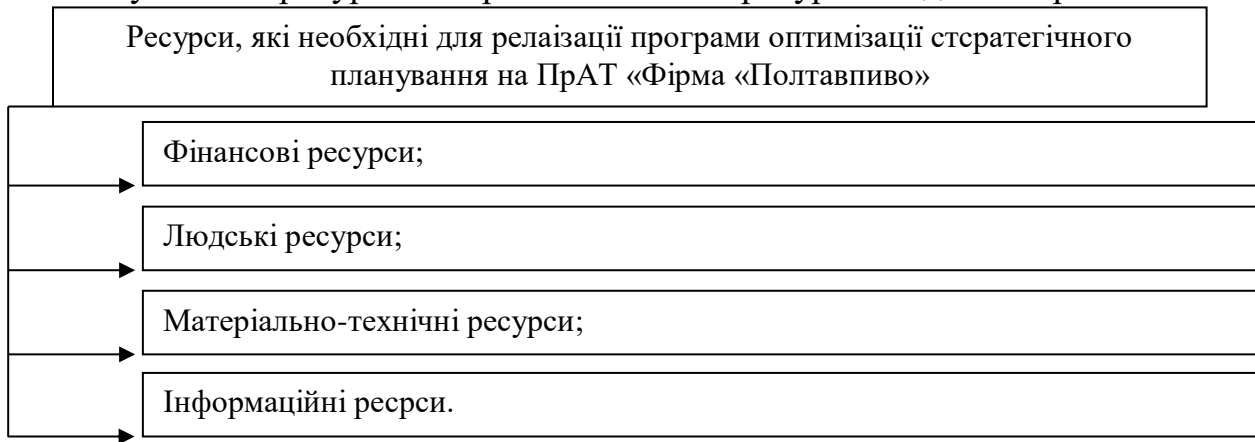 Ресурси, які необхідні для релаізації програми оптимізації стсратегічного
планування на ПрАТ «Фірма «Полтавпиво»
Фінансові ресурси;
Людські ресурси;
Матеріально-технічні ресурси;
Інформаційні ресрси.